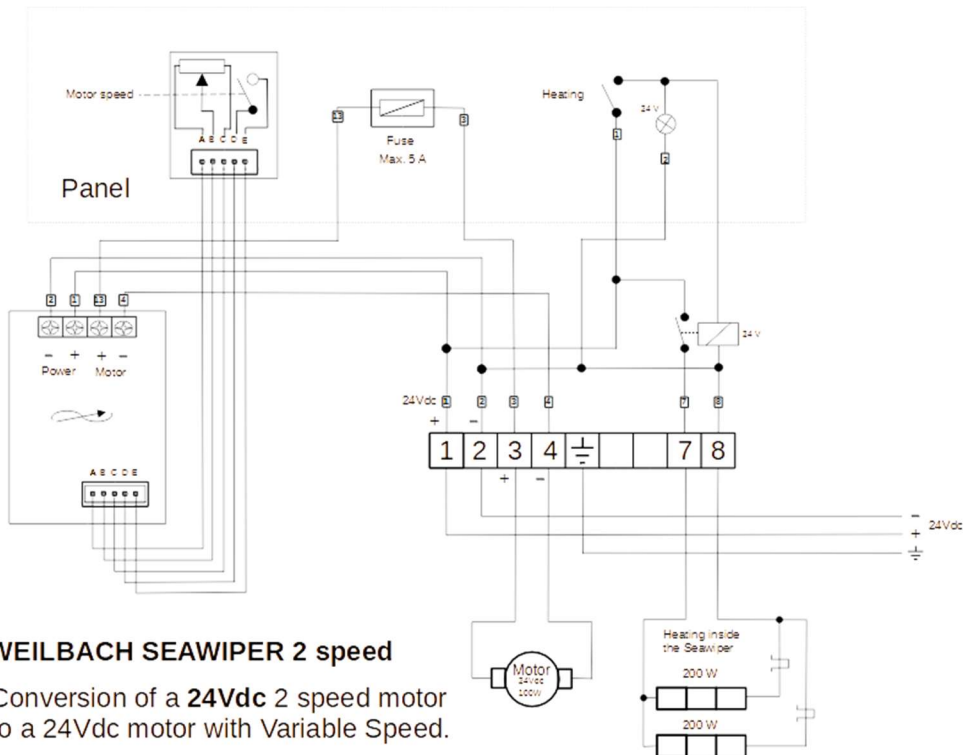 Motor speed
A B C D E
13
3
Fuse
Max. 5 A
Heating
24 V
1
2
Panel
2 1 13 4
- + + -
Power Motor
24 V
24Vdc 1 2 3 4 7 8
+ -
1 2 3 4 7 8
+ -
A B C D E
-
24Vdc
+
WEILBACH SEAWIPER 2 speed
Conversion of a 24Vdc 2 speed motor
o a 24Vdc motor with Variable Speed.
Motor
24Vdc
100W
Heating inside
the Seawiper
200 W
200 W